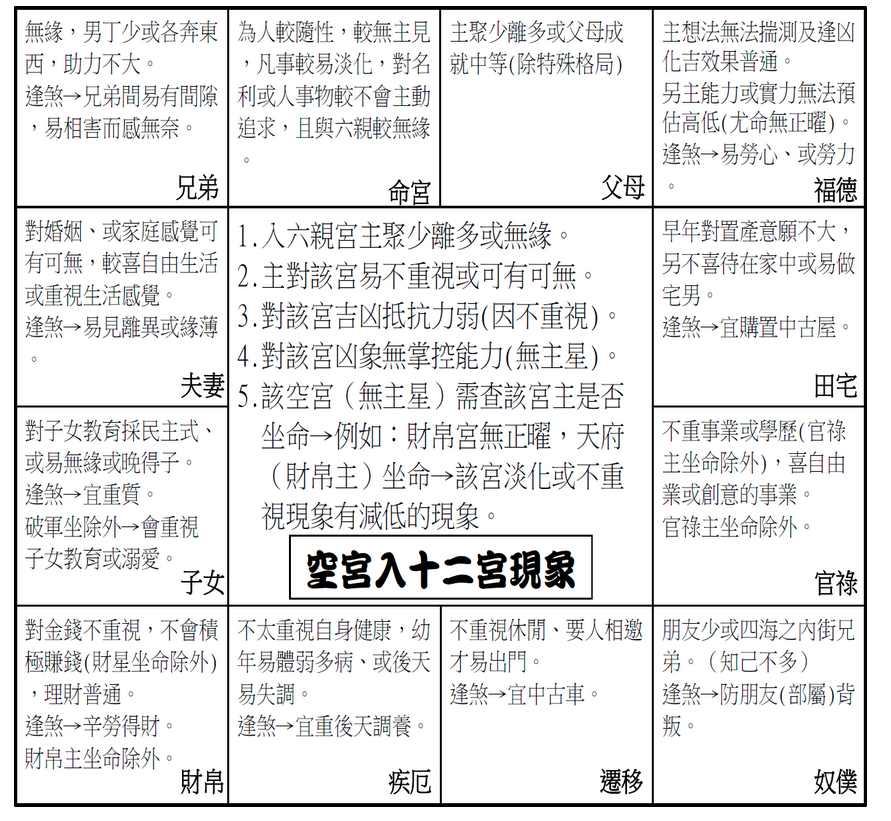 無緣，男丁少或各奔東
西，助力不大。
逢煞→兄弟間易有間隙
，易相害而感無奈。
兄弟
為人較隨性，較無主見
，凡事較易淡化，對名
利或人事物較不會主動
追求，且與六親較無緣
。
命宮
主聚少離多或父母成
就中等(除特殊格局)
父母
主想法無法揣測及逢凶
化吉效果普通。
另主能力或實力無法預
估高低(尤命無正曜)。
逢煞→易勞心、或勞力
。
福德
對婚姻、或家庭感覺可
有可無，較喜自由生活
或重視生活感覺。
逢煞→易見離異或緣薄
。
夫妻
1.入六親宮主聚少離多或無緣。
2.主對該宮易不重視或可有可無。
3.對該宮吉凶抵抗力弱(因不重視)。
4.對該宮凶象無掌控能力(無主星)。
5.該空宮（無主星）需查該宮主是否
坐命→例如：財帛宮無正曜，天府
（財帛主）坐命→該宮淡化或不重
視現象有減低的現象。
空宮入十二宮現象
早年對置產意願不大，
另不喜待在家中或易做
宅男。
逢煞→宜購置中古屋。
田宅
對子女教育採民主式、
或易無緣或晚得子。
逢煞→宜重質。
破軍坐除外→會重視
子女教育或溺愛。
子女
不重事業或學歷(官祿
主坐命除外)，喜自由
業或創意的事業。
官祿主坐命除外。
官祿
對金錢不重視，不會積
極賺錢(財星坐命除外)
，理財普通。
逢煞→辛勞得財。
財帛主坐命除外。
財帛
不太重視自身健康，幼
年易體弱多病、或後天
易失調。
逢煞→宜重後天調養。
疾厄
不重視休閒、要人相邀
才易出門。
逢煞→宜中古車。
遷移
朋友少或四海之內街兄
弟。（知己不多）
逢煞→防朋友(部屬)背
叛。
奴僕